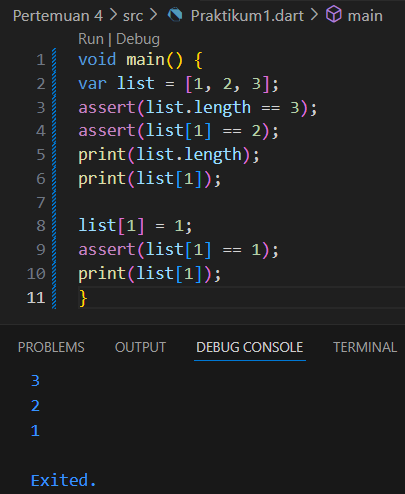 Pertemuan 4 > src > Praktikum1.dart > main
Run | Debug
1 void main() {
2 var list = [1, 2, 3];
3 assert(list.length == 3);
4 assert(list[1] == 2);
5 print(list.length);
6 print(list[1]);
7
8 list[1] = 1;
9 assert(list[1] == 1);
10 print(list[1]);
11 }
PROBLEMS OUTPUT DEBUG CONSOLE TERMINAL
3
2
1
Exited.